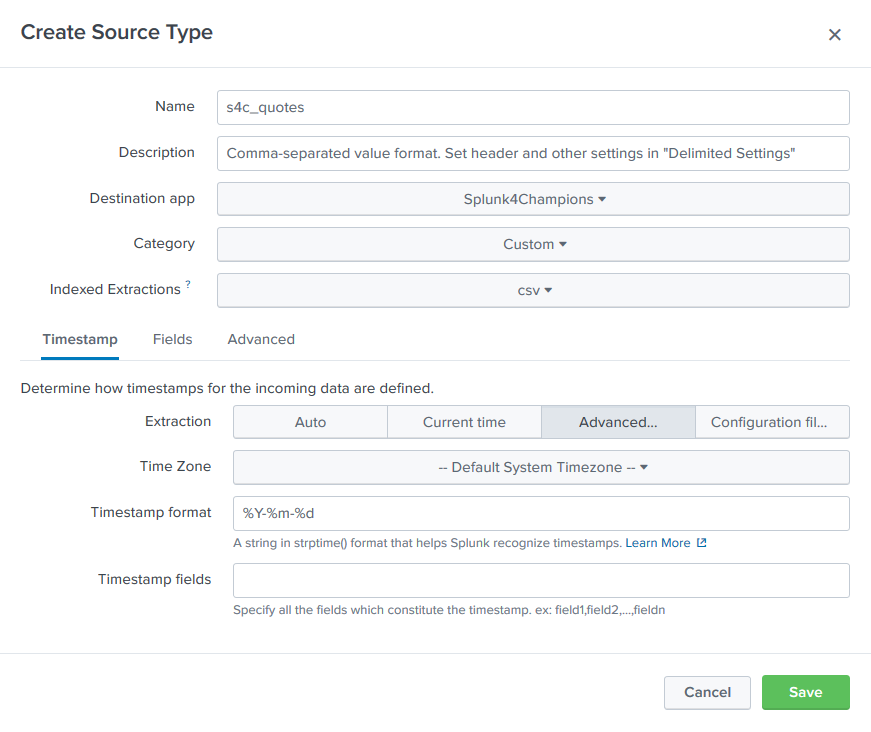 Create Source Type
Name
s4c_quotes
Description
Comma-separated value format. Set header and other settings in "Delimited Settings"
Destination app
Splunk4Champions
Category
Custom
Indexed Extractions ?
csv
Timestamp Fields Advanced
Determine how timestamps for the incoming data are defined.
Extraction
Auto Current time Advanced... Configuration fil...
Time Zone
-- Default System Timezone --
Timestamp format
%Y-%m-%d
A string in strptime() format that helps Splunk recognize timestamps. Learn More
Timestamp fields
Specify all the fields which constitute the timestamp. ex: field1,field2,...,fieldn
Cancel Save